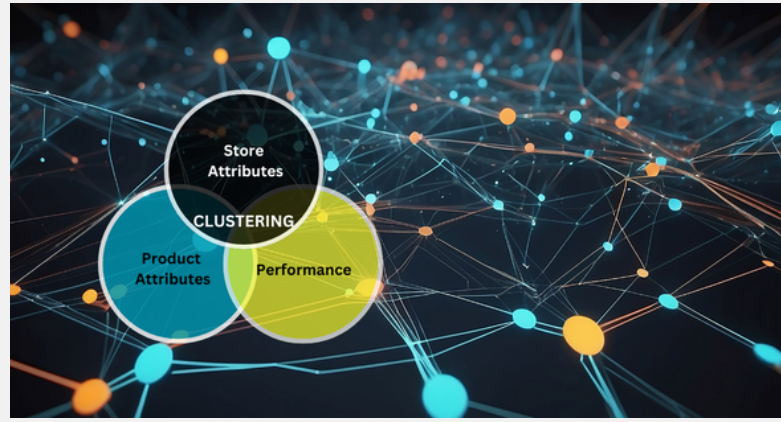 Store
Attributes
CLUSTERING
Product
Attributes
Performance